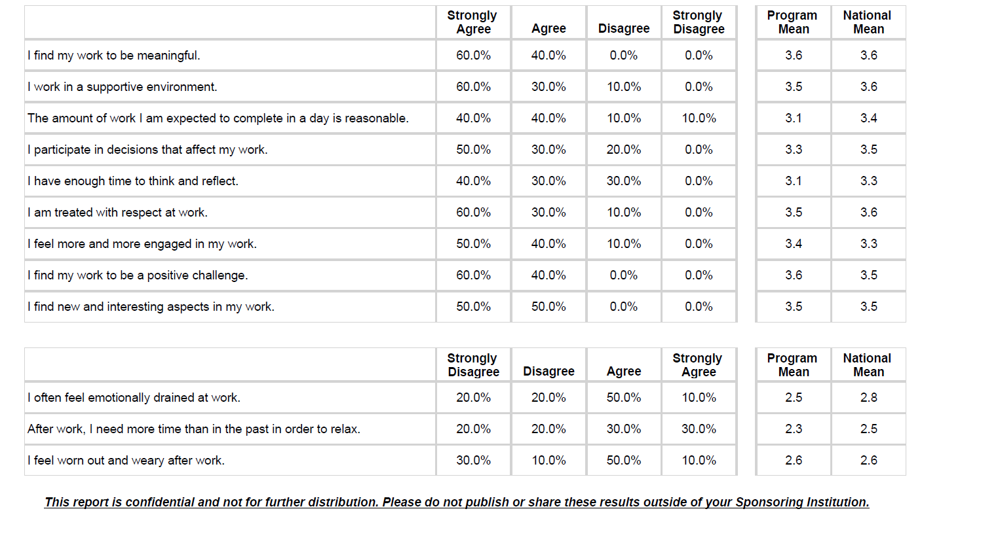 Strongly Agree Agree Disagree Strongly Disagree Program Mean National Mean
I find my work to be meaningful. 60.0% 40.0% 0.0% 0.0% 3.6 3.6
I work in a supportive environment. 60.0% 30.0% 10.0% 0.0% 3.5 3.6
The amount of work I am expected to complete in a day is reasonable. 40.0% 40.0% 10.0% 10.0% 3.1 3.4
I participate in decisions that affect my work. 50.0% 30.0% 20.0% 0.0% 3.3 3.5
I have enough time to think and reflect. 40.0% 30.0% 30.0% 0.0% 3.1 3.3
I am treated with respect at work. 60.0% 30.0% 10.0% 0.0% 3.5 3.6
I feel more and more engaged in my work. 50.0% 40.0% 10.0% 0.0% 3.4 3.3
I find my work to be a positive challenge. 60.0% 40.0% 0.0% 0.0% 3.6 3.5
I find new and interesting aspects in my work. 50.0% 50.0% 0.0% 0.0% 3.5 3.5
Strongly Disagree Disagree Agree Strongly Agree Program Mean National Mean
I often feel emotionally drained at work. 20.0% 20.0% 50.0% 10.0% 2.5 2.8
After work, I need more time than in the past in order to relax. 20.0% 20.0% 30.0% 30.0% 2.3 2.5
I feel worn out and weary after work. 30.0% 10.0% 50.0% 10.0% 2.6 2.6
This report is confidential and not for further distribution. Please do not publish or share these results outside of your Sponsoring Institution.